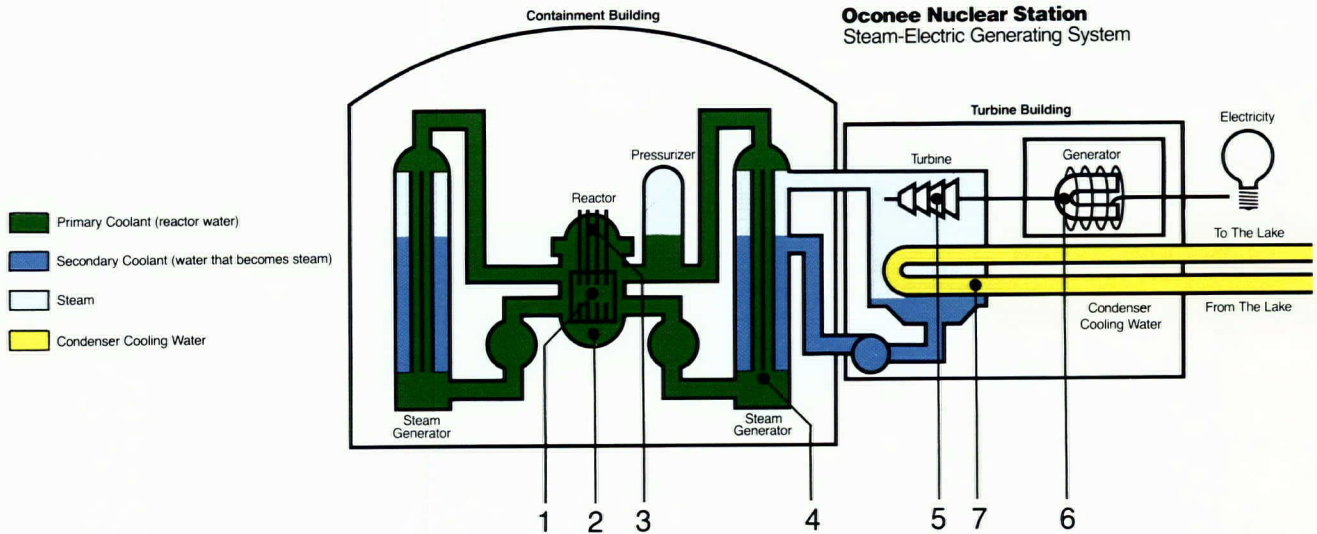 Containment Building
Oconee Nuclear Station
Steam-Electric Generating System
Turbine Building
Electricity
Pressurizer
Turbine
Generator
Reactor
Primary Coolant (reactor water)
Secondary Coolant (water that becomes steam)
Steam
Condenser Cooling Water
To The Lake
From The Lake
Condenser
Cooling Water
Steam
Generator
Steam
Generator
1 2 3 4 5 7 6